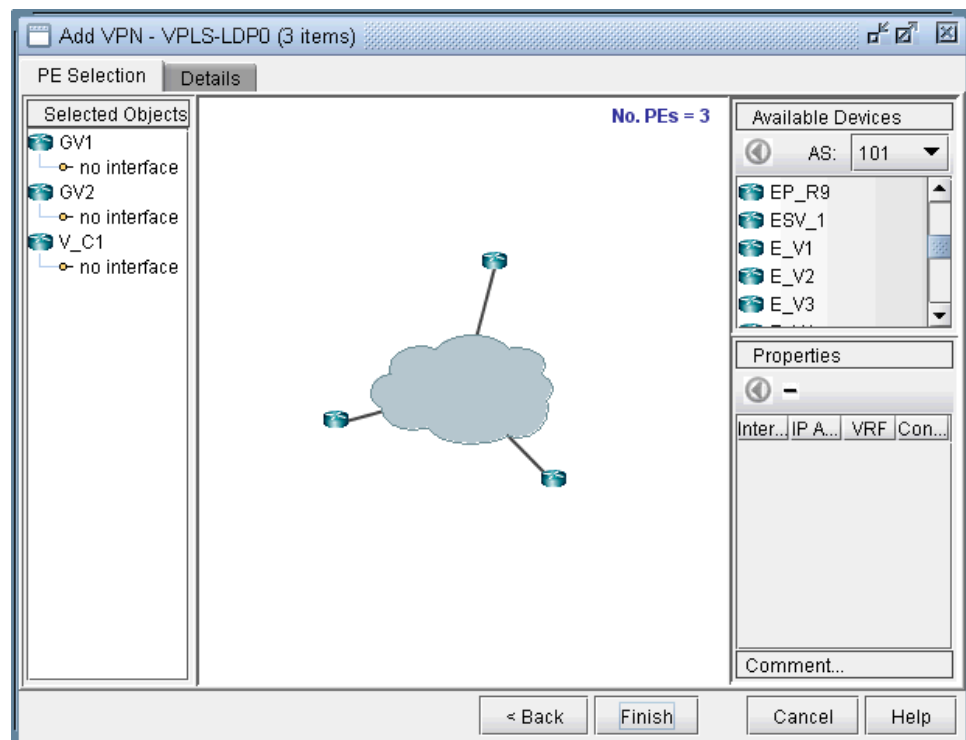 Add VPN - VPLS-LDP0 (3 items)
PE Selection
Details
Selected Objects
GV1
no interface
GV2
no interface
V_C1
no interface
No. PEs = 3
Available Devices
AS: 101
EP_R9
ESV_1
E_V1
E_V2
E_V3
Properties
Inter... IP A... VRF Con...
Comment...
< Back Finish Cancel Help